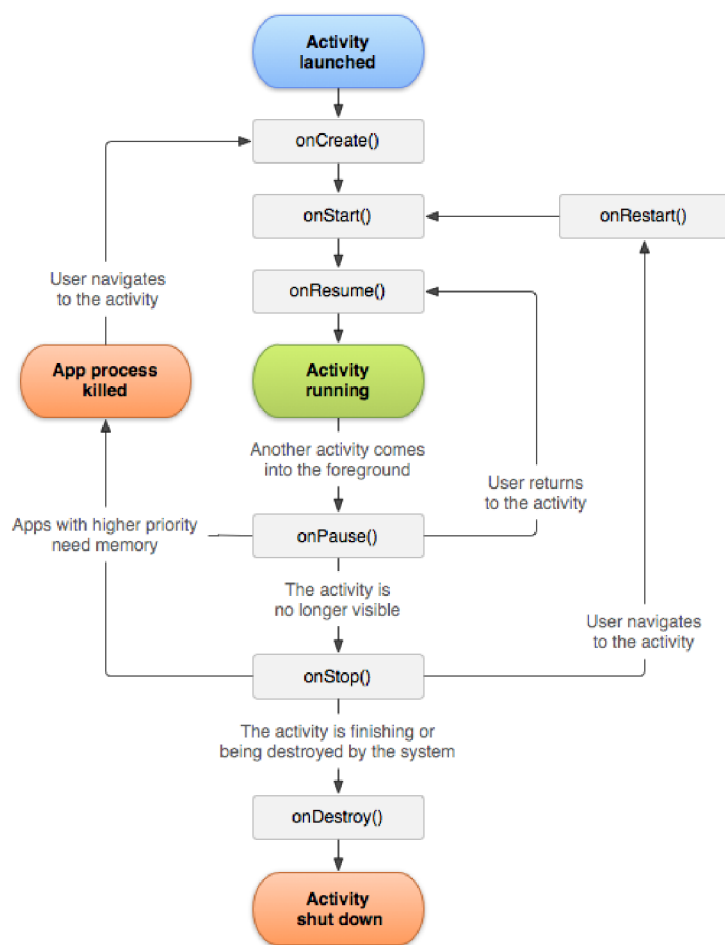 Activity
launched
onCreate()
onStart()
onRestart()
onResume()
User navigates
to the activity
App process
killed
Activity
running
Another activity comes
into the foreground
User returns
to the activity
Apps with higher priority
need memory
onPause()
The activity is
no longer visible
User navigates
to the activity
onStop()
The activity is finishing or
being destroyed by the system
onDestroy()
Activity
shut down